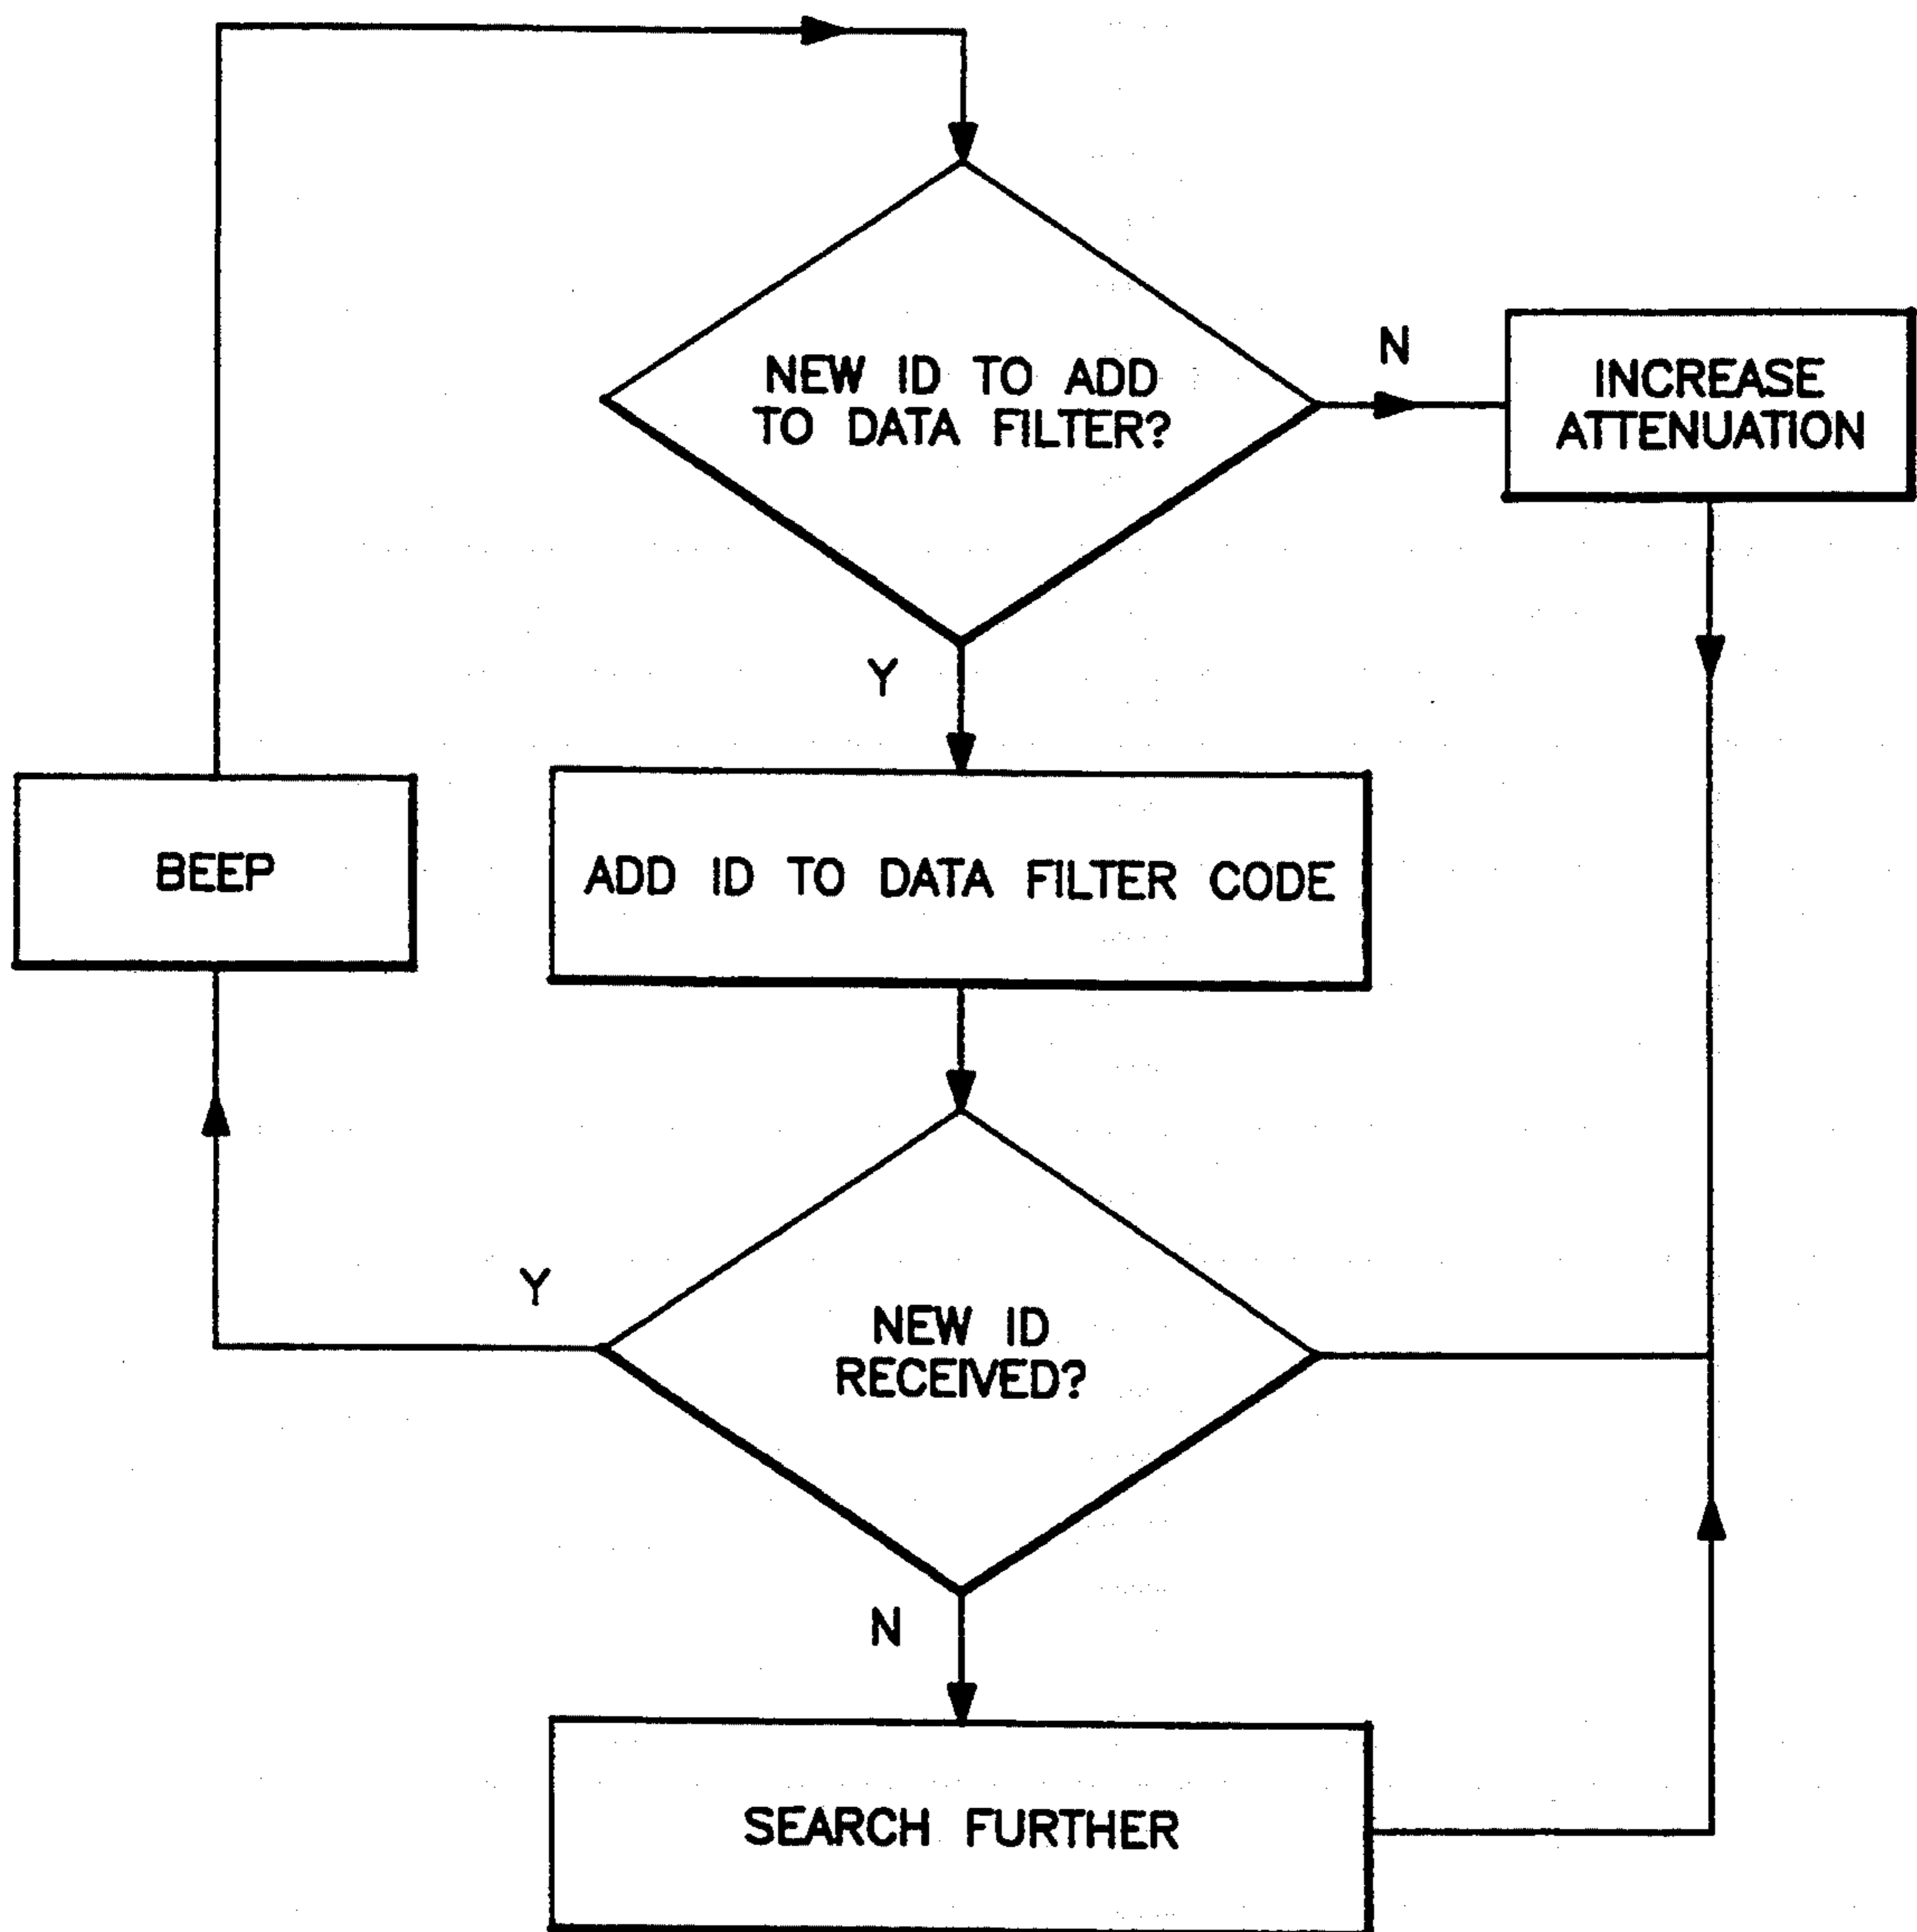 NEW ID TO ADD
TO DATA FILTER?
N
INCREASE
ATTENUATION
Y
BEEP
ADD ID TO DATA FILTER CODE
Y
NEW ID
RECEIVED?
N
SEARCH FURTHER